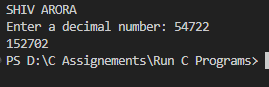 SHIV ARORA
Enter a decimal number: 54722
152702
PS D:\C Assignements\Run C Programs>